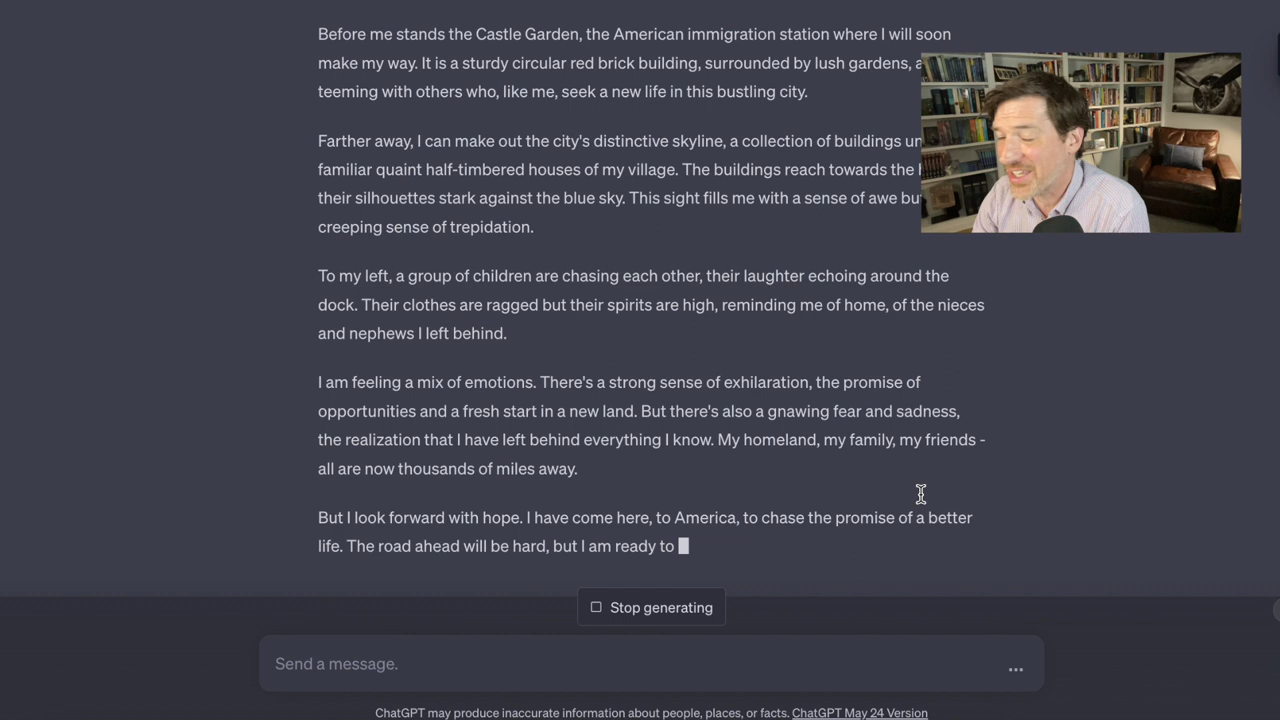 Before me stands the Castle Garden, the American immigration station where I will soon
make my way. It is a sturdy circular red brick building, surrounded by lush gardens,
teeming with others who, like me, seek a new life in this bustling city.
Farther away, I can make out the city's distinctive skyline, a collection of buildings
familiar quaint half-timbered houses of my village. The buildings reach towards the
their silhouettes stark against the blue sky. This sight fills me with a sense of awe
creeping sense of trepidation.
To my left, a group of children are chasing each other, their laughter echoing around the
dock. Their clothes are ragged but their spirits are high, reminding me of home, of the nieces
and nephews I left behind.
I am feeling a mix of emotions. There's a strong sense of exhilaration, the promise of
opportunities and a fresh start in a new land. But there's also a gnawing fear and sadness,
the realization that I have left behind everything I know. My homeland, my family, my friends -
all are now thousands of miles away.
But I look forward with hope. I have come here, to America, to chase the promise of a better
life. The road ahead will be hard, but I am ready to
Stop generating
Send a message.
ChatGPT may produce inaccurate information about people, places, or facts. ChatGPT May 24 Version